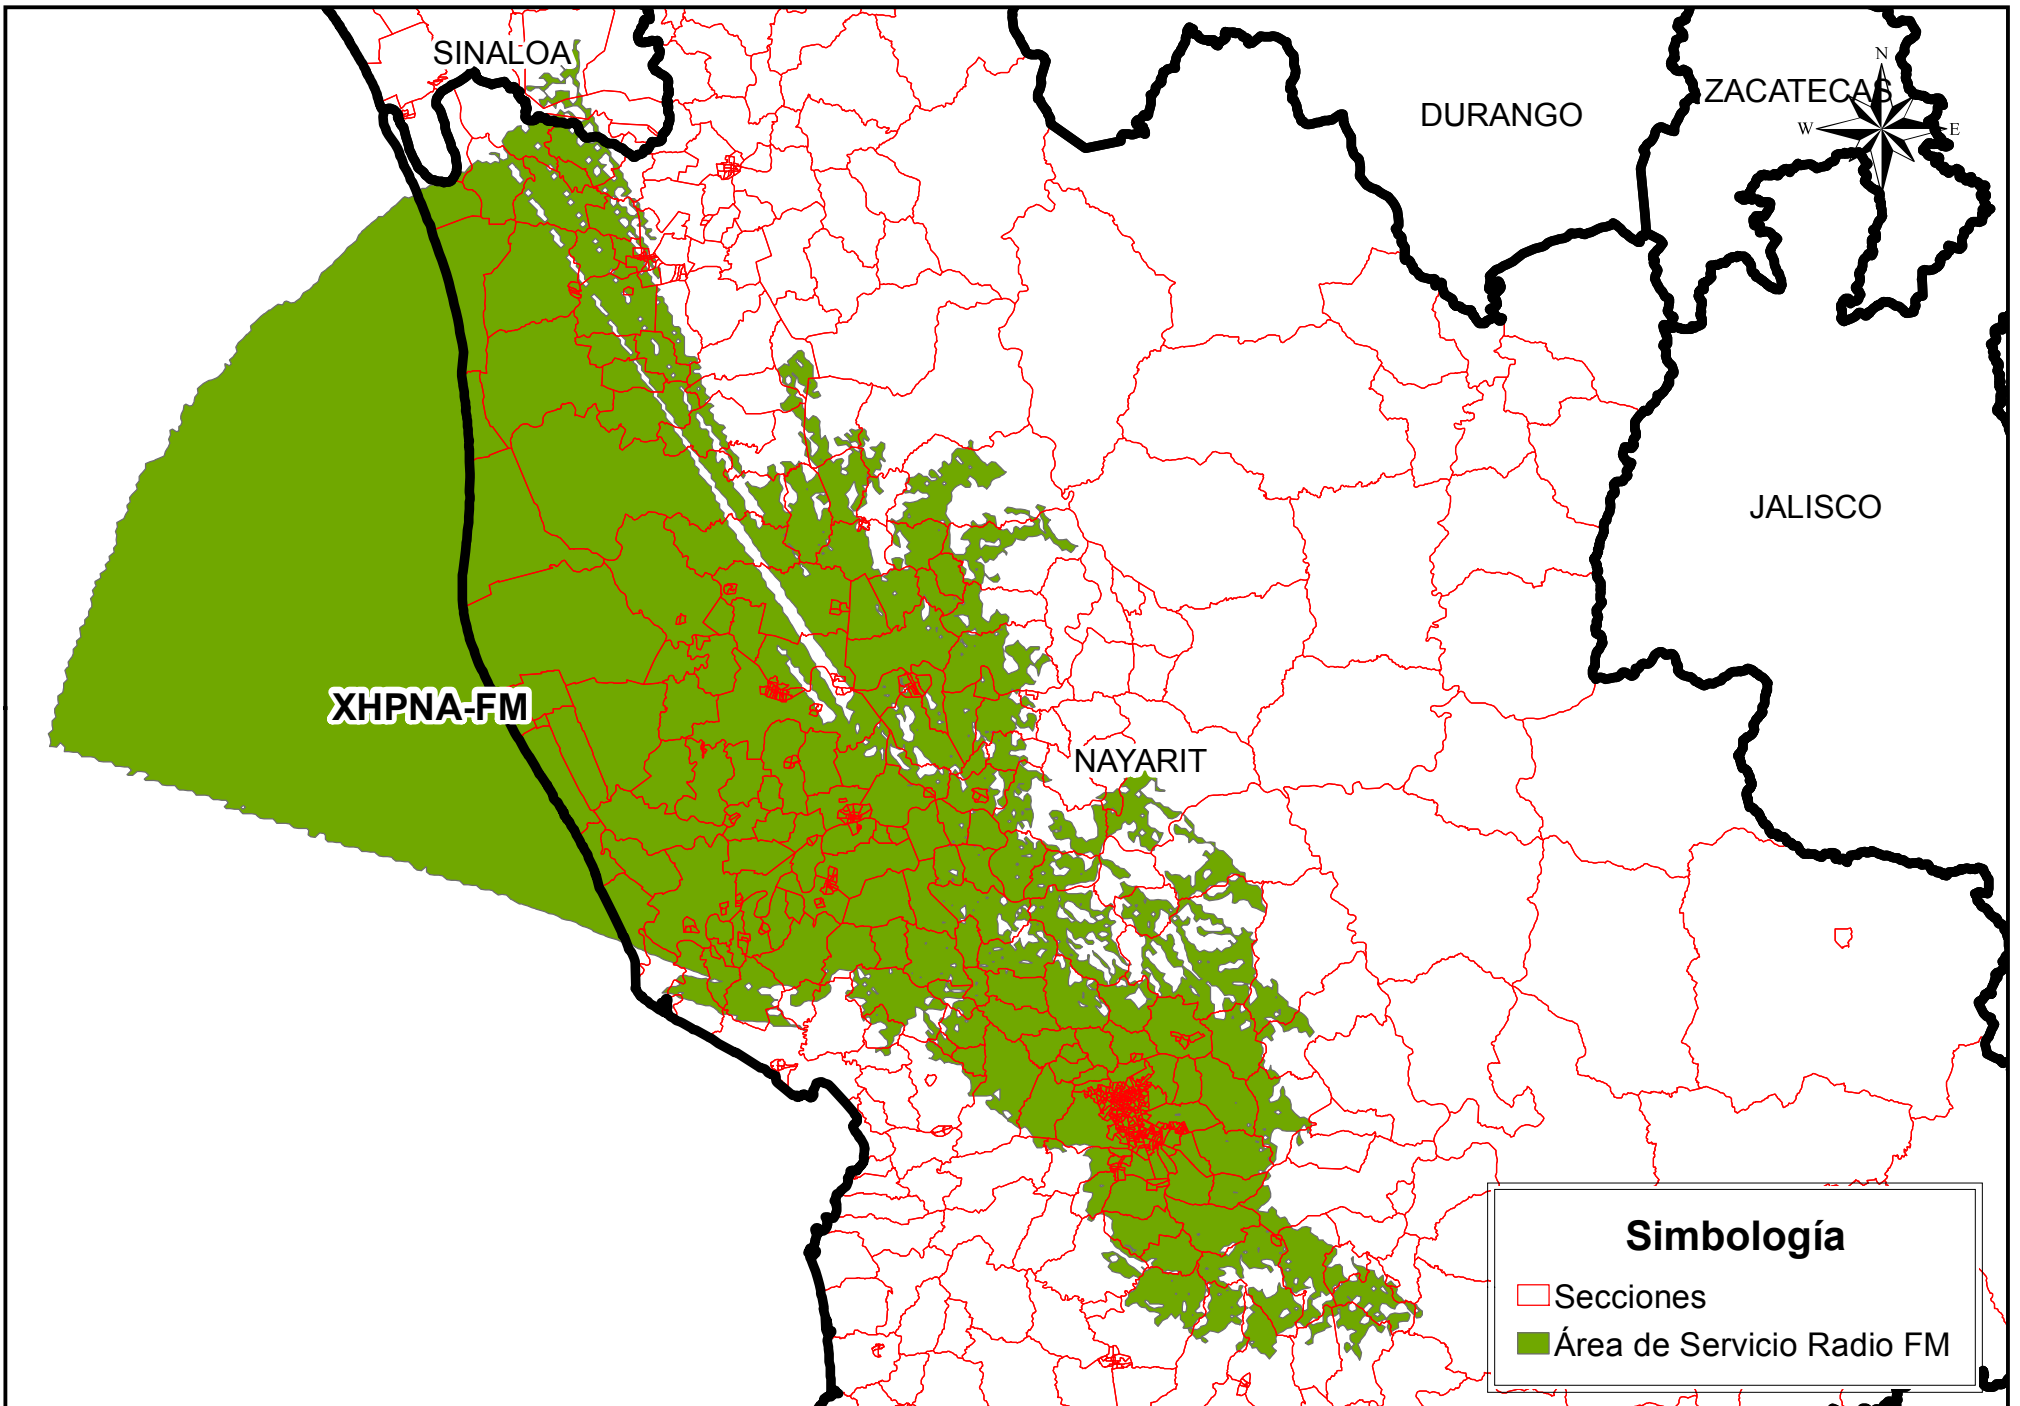 SINALOA
DURANGO
ZACATECAS
N
W
E
JALISCO
XHPNA-FM
NAYARIT
Simbología
Secciones
Área de Servicio Radio FM